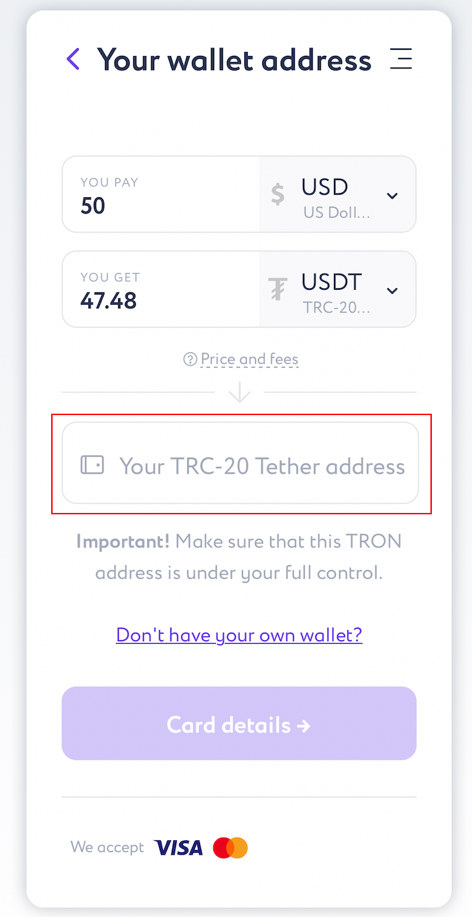 Your wallet address
YOU PAY
50
$
USD
US Doll...
YOU GET
47.48
₮
USDT
TRC-20...
Price and fees
Your TRC-20 Tether address
Important! Make sure that this TRON
address is under your full control.
Don't have your own wallet?
Card details →
We accept VISA